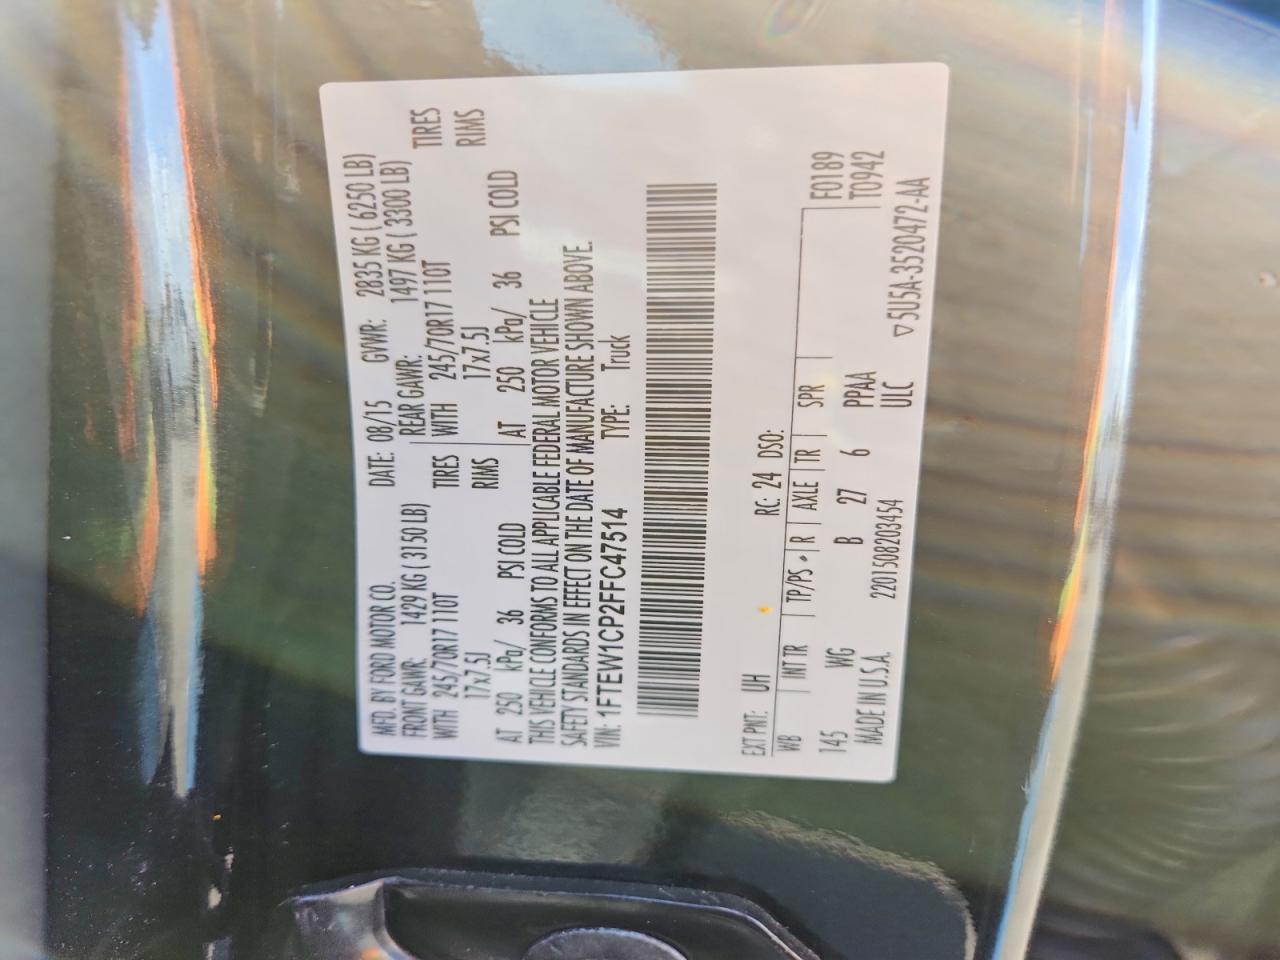 MFD. BY FORD MOTOR CO.
DATE: 08/15 GVWR: 2835 KG ( 6250 LB)
FRONT GAWR: 1429 KG ( 3150 LB) REAR GAWR: 1497 KG ( 3300 LB)
WITH 245/70R17 110T TIRES WITH 245/70R17 110T TIRES
17x7.5J RIMS 17x7.5J RIMS
AT 250 kPa/ 36 PSI COLD AT 250 kPa/ 36 PSI COLD
THIS VEHICLE CONFORMS TO ALL APPLICABLE FEDERAL MOTOR VEHICLE
SAFETY STANDARDS IN EFFECT ON THE DATE OF MANUFACTURE SHOWN ABOVE.
VIN: 1FTEW1CP2FFC47514 TYPE: Truck
EXT PNT: UH RC: 24 DSO:
WB INT TR TP/PS R AXLE TR SPR F0189
145 WG B 27 6 PPAA T0942
MADE IN U.S.A. 2201508203454 ULC
▽5U5A-3520472-AA